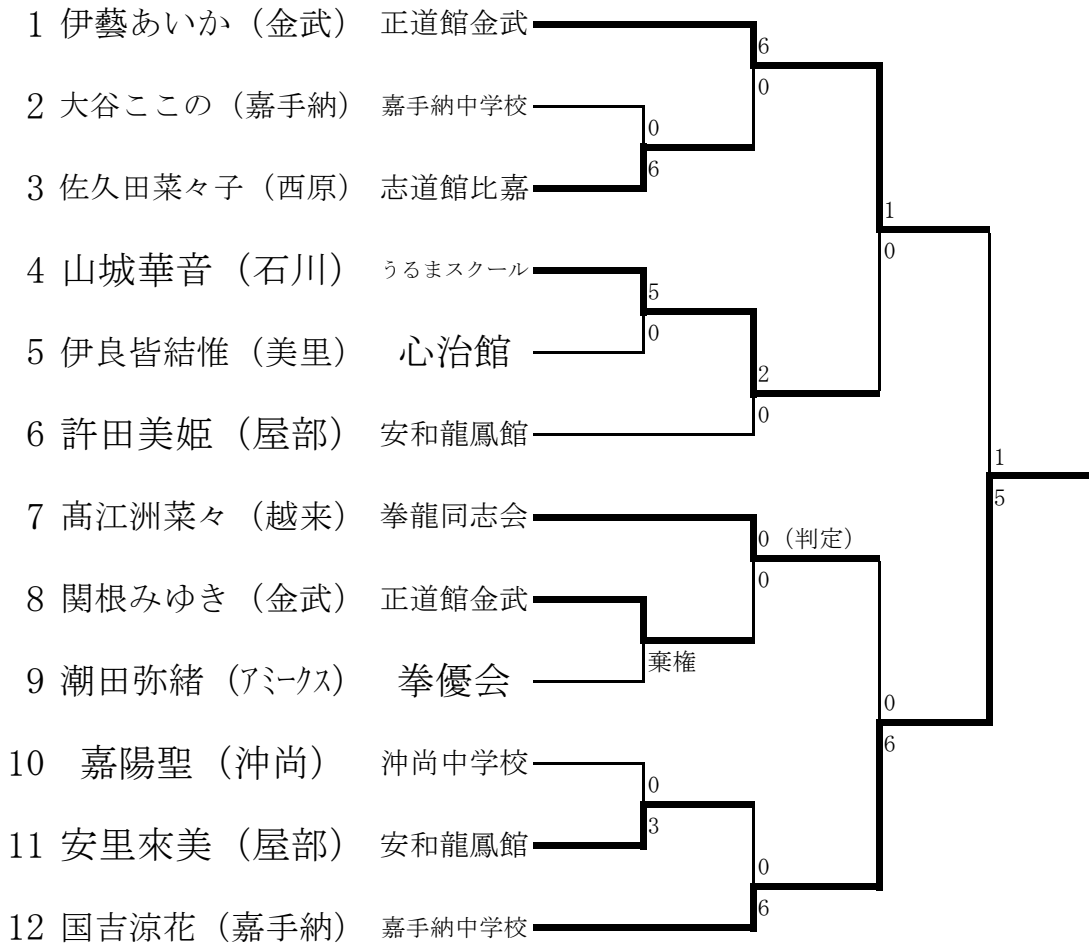 1 伊藝あいか（金武） 正道館金武
6
0
2 大谷ここの（嘉手納） 嘉手納中学校
0
6
3 佐久田菜々子（西原） 志道館比嘉
1
0
4 山城華音（石川） うるまスクール
5
0
5 伊良皆結惟（美里） 心治館
2
0
6 許田美姫（屋部） 安和龍鳳館
1
5
7 髙江洲菜々（越来） 拳龍同志会
0（判定）
0
8 関根みゆき（金武） 正道館金武
棄権
9 潮田弥緒（アミークス） 拳優会
0
6
10 嘉陽聖（沖尚） 沖尚中学校
0
3
11 安里來美（屋部） 安和龍鳳館
0
6
12 国吉涼花（嘉手納） 嘉手納中学校